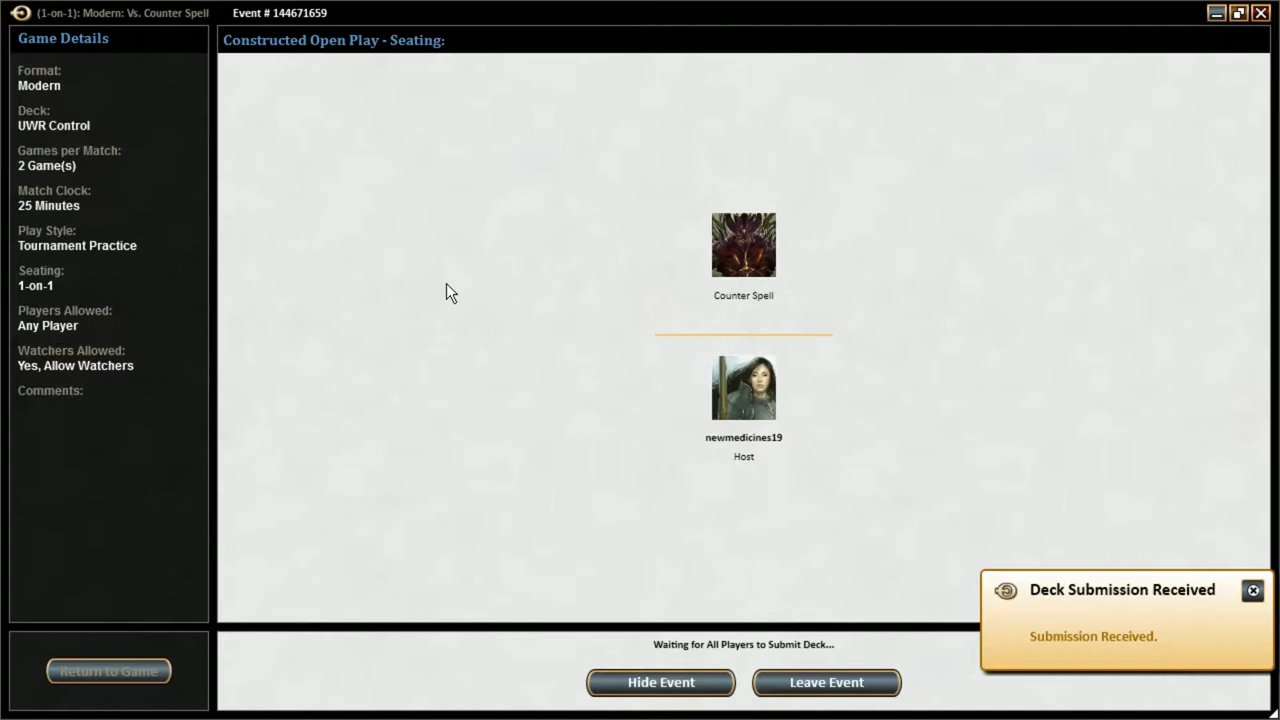 (1-on-1): Modern: Vs. Counter Spell
Event # 144671659
Game Details
Constructed Open Play - Seating:
Format:
Modern
Deck:
UWR Control
Games per Match:
2 Game(s)
Match Clock:
25 Minutes
Play Style:
Tournament Practice
Seating:
1-on-1
Players Allowed:
Any Player
Watchers Allowed:
Yes, Allow Watchers
Comments:
Counter Spell
newmedicines19
Host
Deck Submission Received
Submission Received.
Waiting for All Players to Submit Deck...
Return to Game
Hide Event
Leave Event